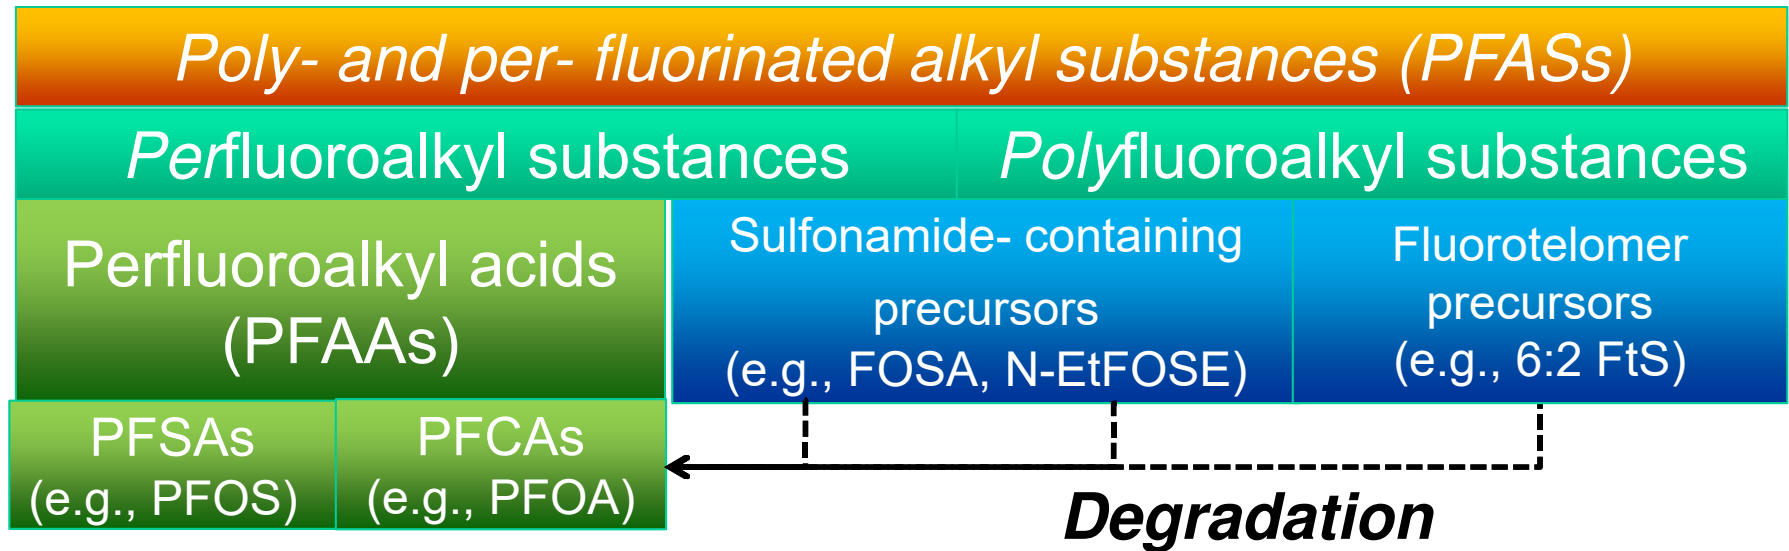 Poly- and per- fluorinated alkyl substances (PFASs)
Perfluoroalkyl substances
Polyfluoroalkyl substances
Perfluoroalkyl acids
(PFAAs)
Sulfonamide- containing
precursors
(e.g., FOSA, N-EtFOSE)
Fluorotelomer
precursors
(e.g., 6:2 FtS)
PFSAs
(e.g., PFOS)
PFCAs
(e.g., PFOA)
Degradation